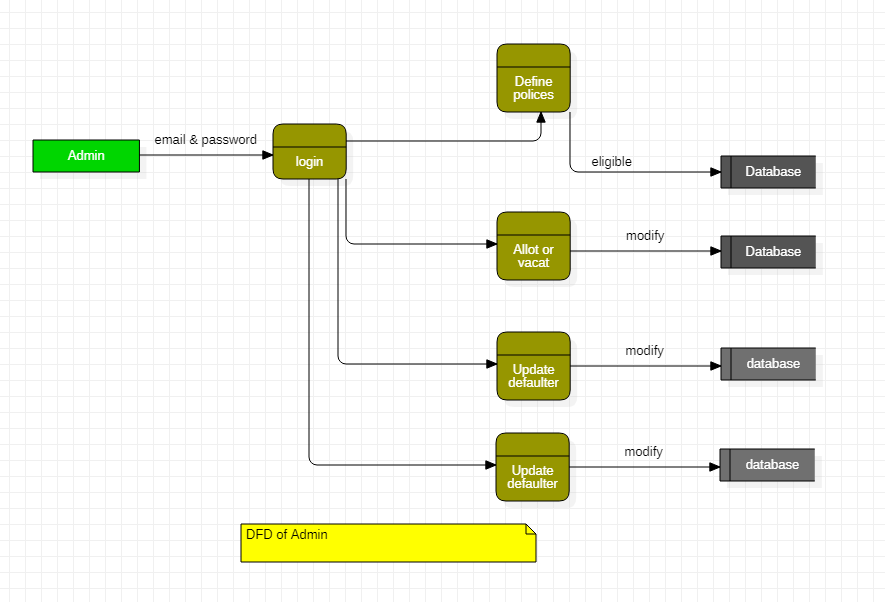 Define
polices
email & password
Admin
login
eligible
Database
Allot or
vacat
modify
Database
Update
defaulter
modify
database
Update
defaulter
modify
database
DFD of Admin